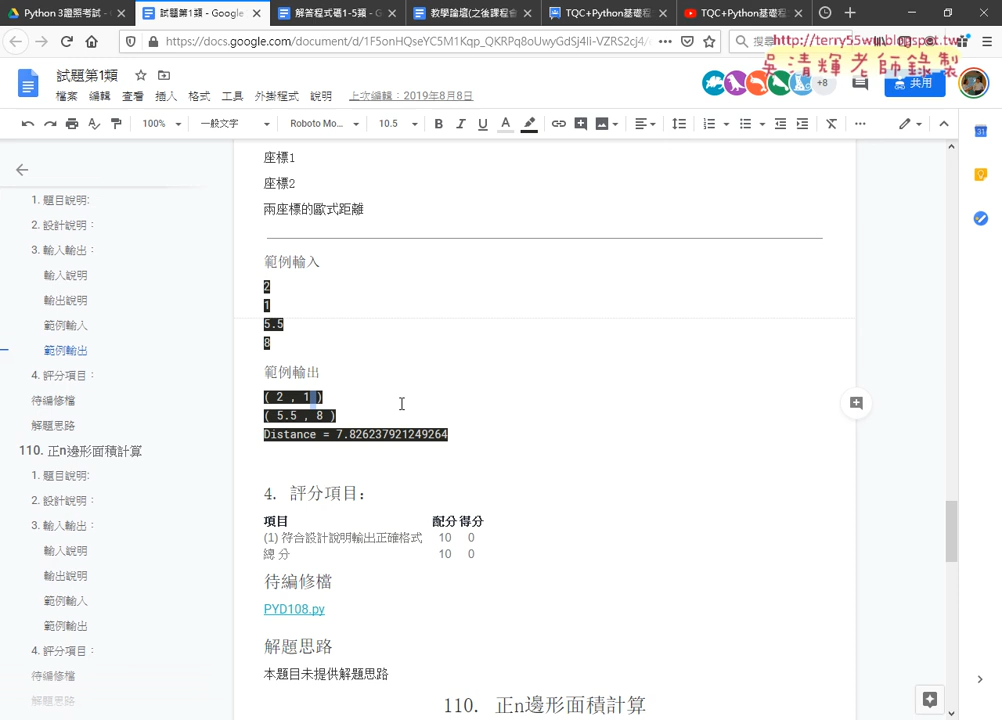 Python 3證照考試 -
試題第1類 - Google
解答程式碼1-5類 - G
教學論壇(之後課程會
TQC+Python基礎程
TQC+Python基礎程
https://docs.google.com/document/d/1F5onHQseYC5M1Kqp_QKRPq8oUwyGdSj4Ii-VZRS2cj4/
http://terry55wu.blogspot.tw
吳清輝老師錄製
試題第1類
檔案 編輯 查看 插入 格式 工具 外掛程式 說明 上次編輯：2019年8月8日
+8
共用
100% 一般文字 Roboto Mo... 10.5 B I U A
31
1. 題目說明:
2. 設計說明：
3. 輸入輸出：
輸入說明
輸出說明
範例輸入
範例輸出
4. 評分項目：
待編修檔
解題思路
110. 正n邊形面積計算
1. 題目說明:
2. 設計說明：
3. 輸入輸出：
輸入說明
輸出說明
範例輸入
範例輸出
4. 評分項目：
待編修檔
解題思路
座標1
座標2
兩座標的歐式距離
範例輸入
2
1
5.5
8
範例輸出
( 2 , 1 )
( 5.5 , 8 )
Distance = 7.826237921249264
4. 評分項目：
項目 配分 得分
(1) 符合設計說明輸出正確格式 10 0
總 分 10 0
待編修檔
PYD108.py
解題思路
本題目未提供解題思路
110. 正n邊形面積計算